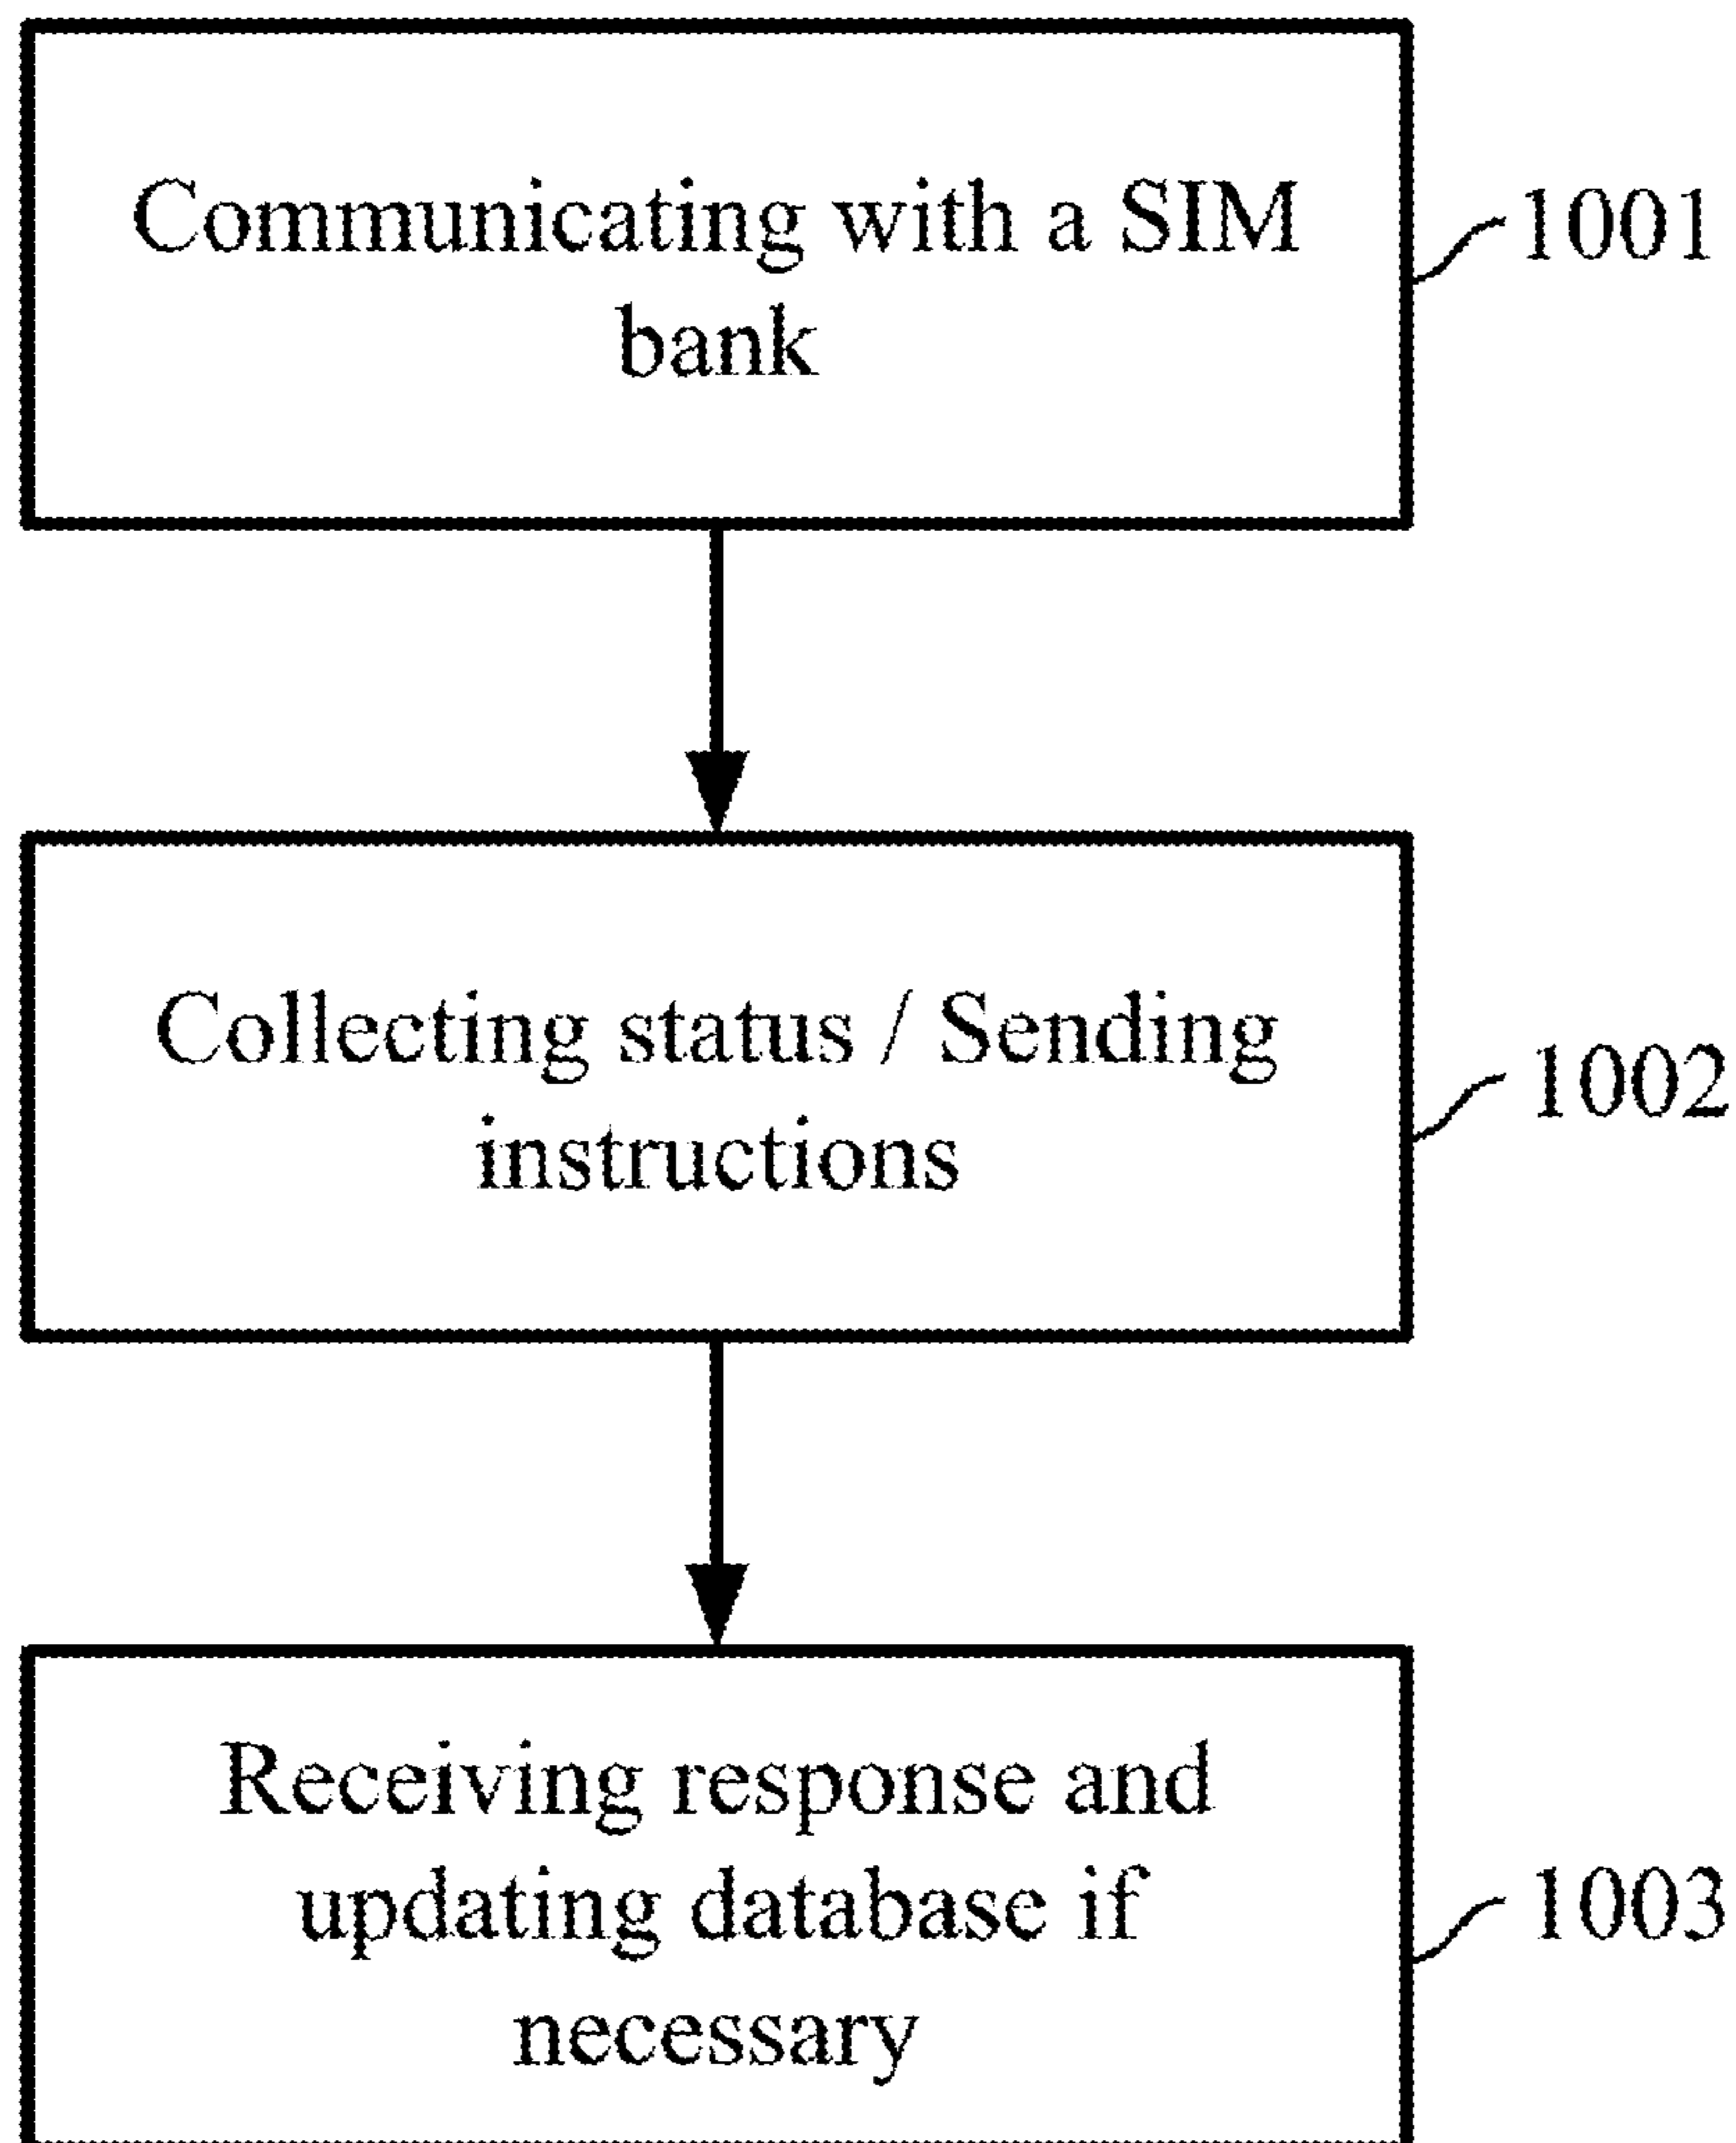 Communicating with a SIM
bank
1001
Collecting status / Sending
instructions
1002
Receiving response and
updating database if
necessary
1003